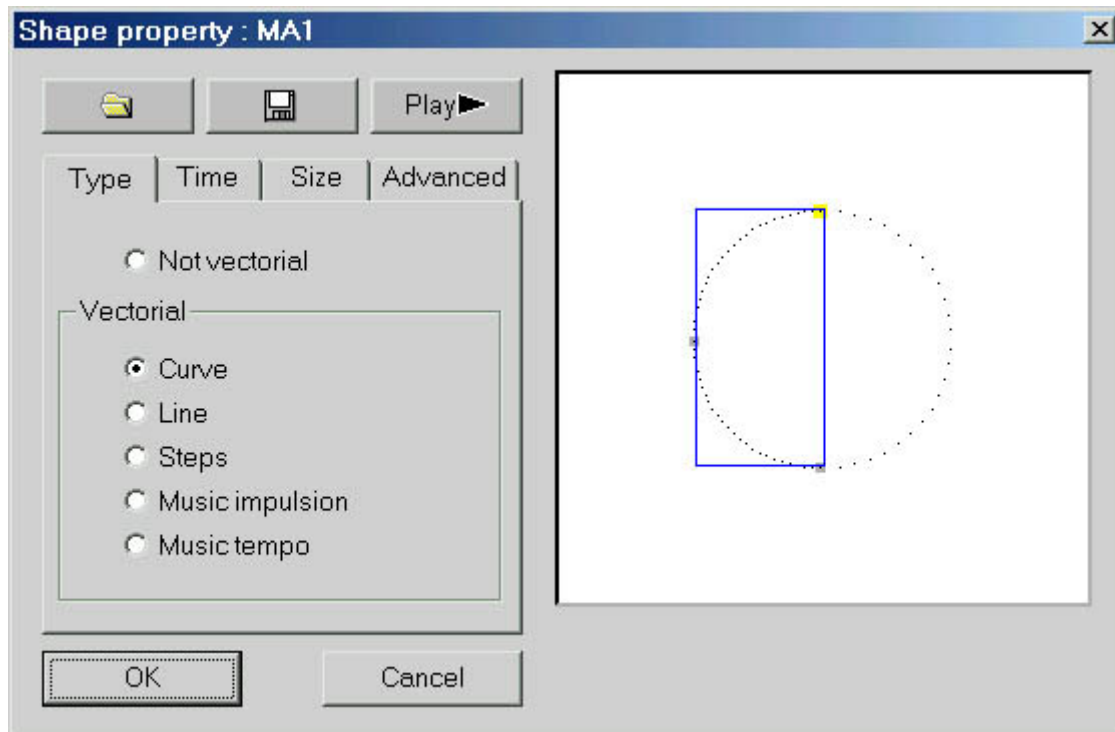 Shape property : MA1
Play
Type Time Size Advanced
Not vectorial
Vectorial
Curve
Line
Steps
Music impulsion
Music tempo
OK Cancel